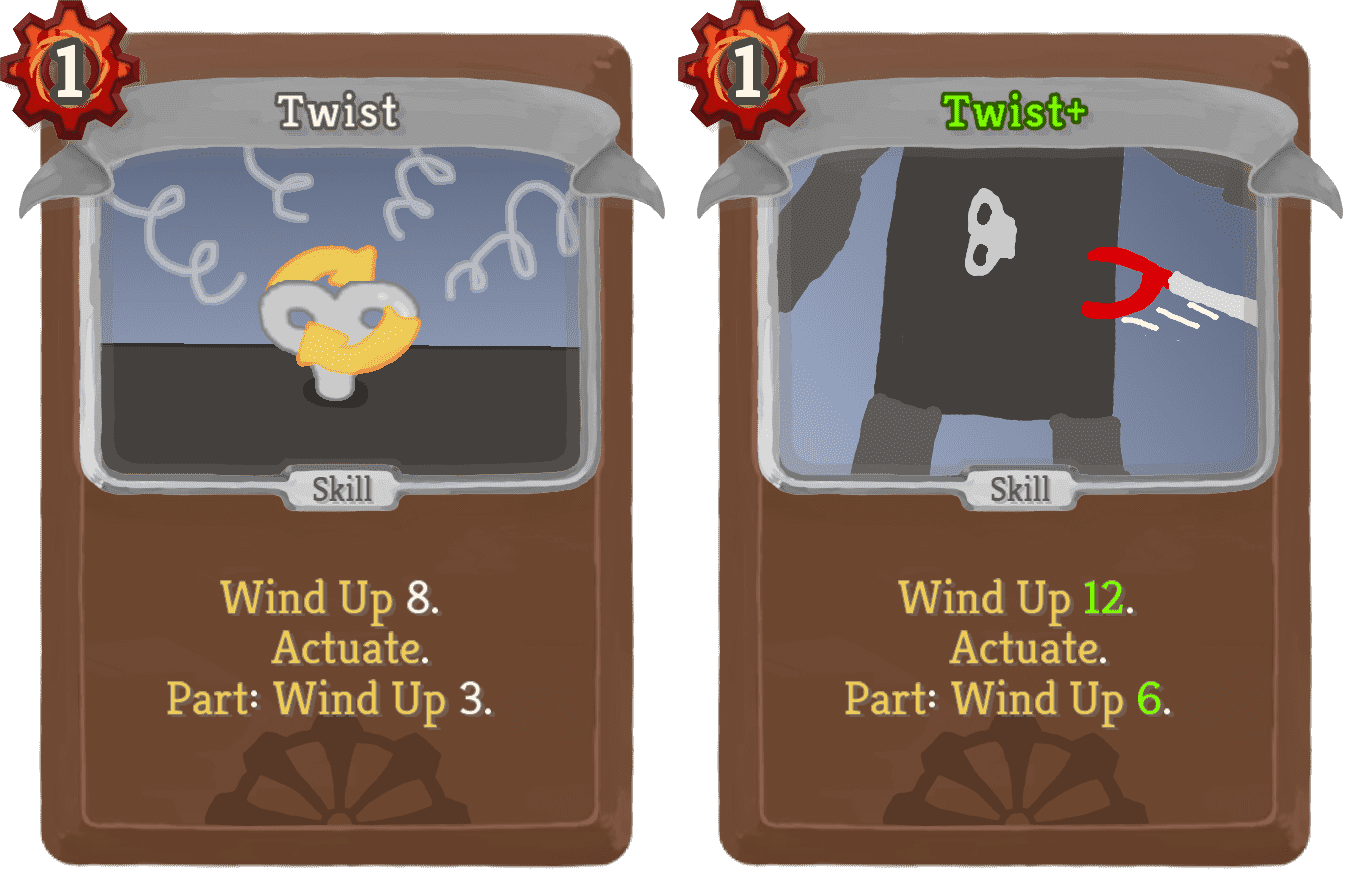 1
Twist
Skill
Wind Up 8.
Actuate.
Part: Wind Up 3.
1
Twist+
Skill
Wind Up 12.
Actuate.
Part: Wind Up 6.